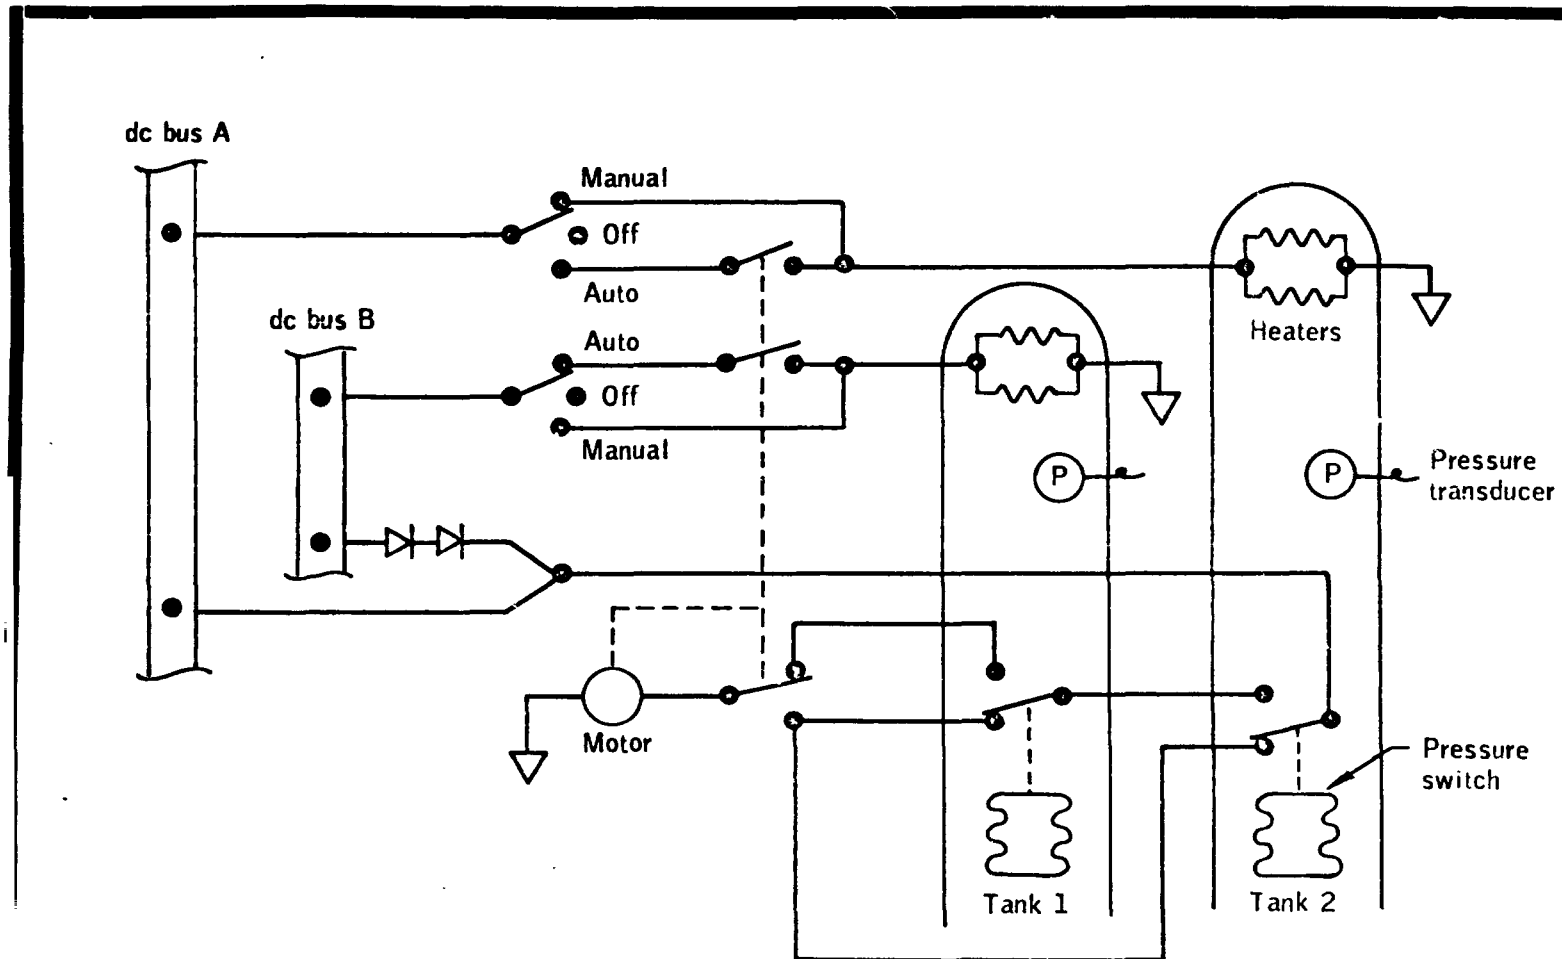 dc bus A
Manual
Off
Auto
dc bus B
Auto
Off
Manual
Heaters
P
P
Pressure
transducer
Motor
Pressure
switch
Tank 1
Tank 2